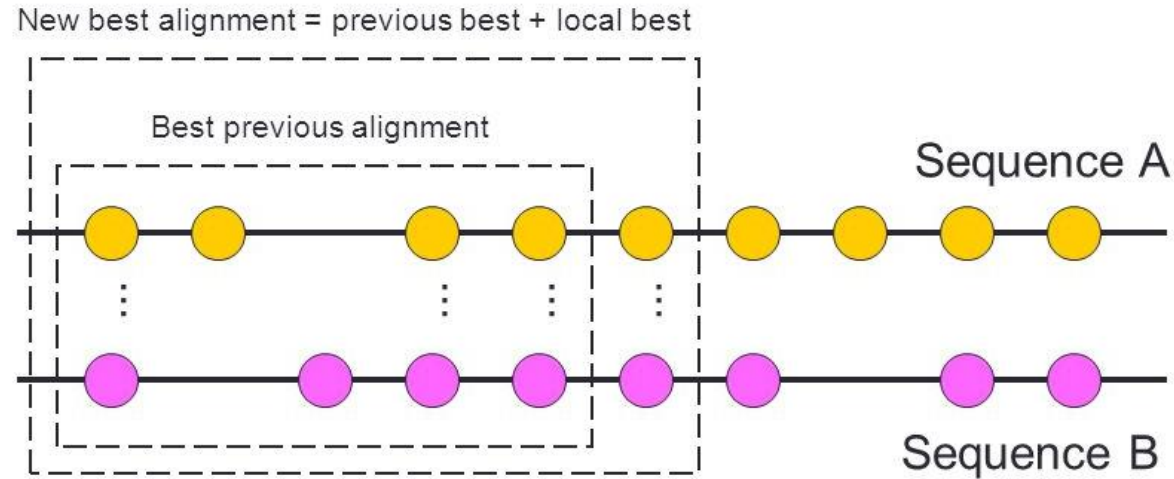 New best alignment = previous best + local best
Best previous alignment
Sequence A
Sequence B